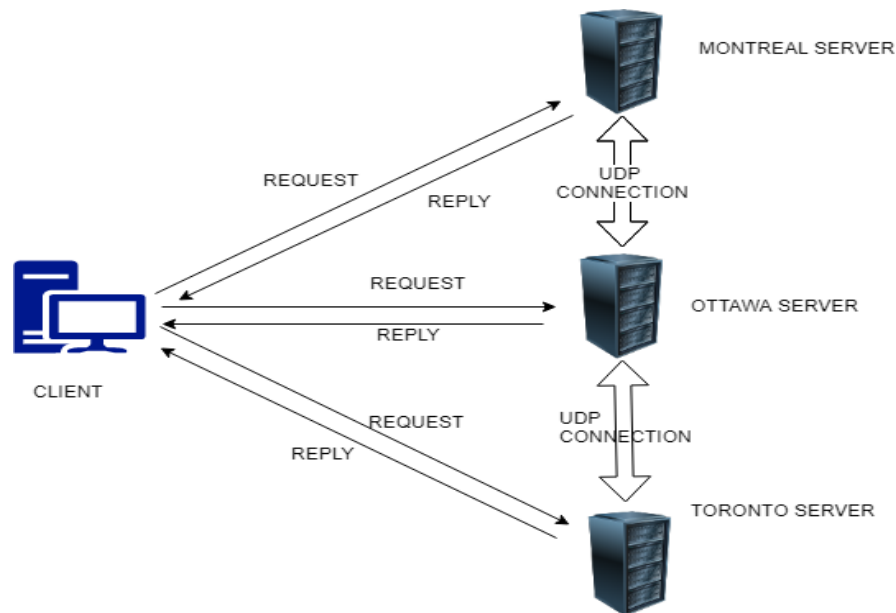 MONTREAL SERVER
UDP
CONNECTION
REQUEST
REPLY
REQUEST
OTTAWA SERVER
REPLY
CLIENT
UDP
CONNECTION
REQUEST
REPLY
TORONTO SERVER